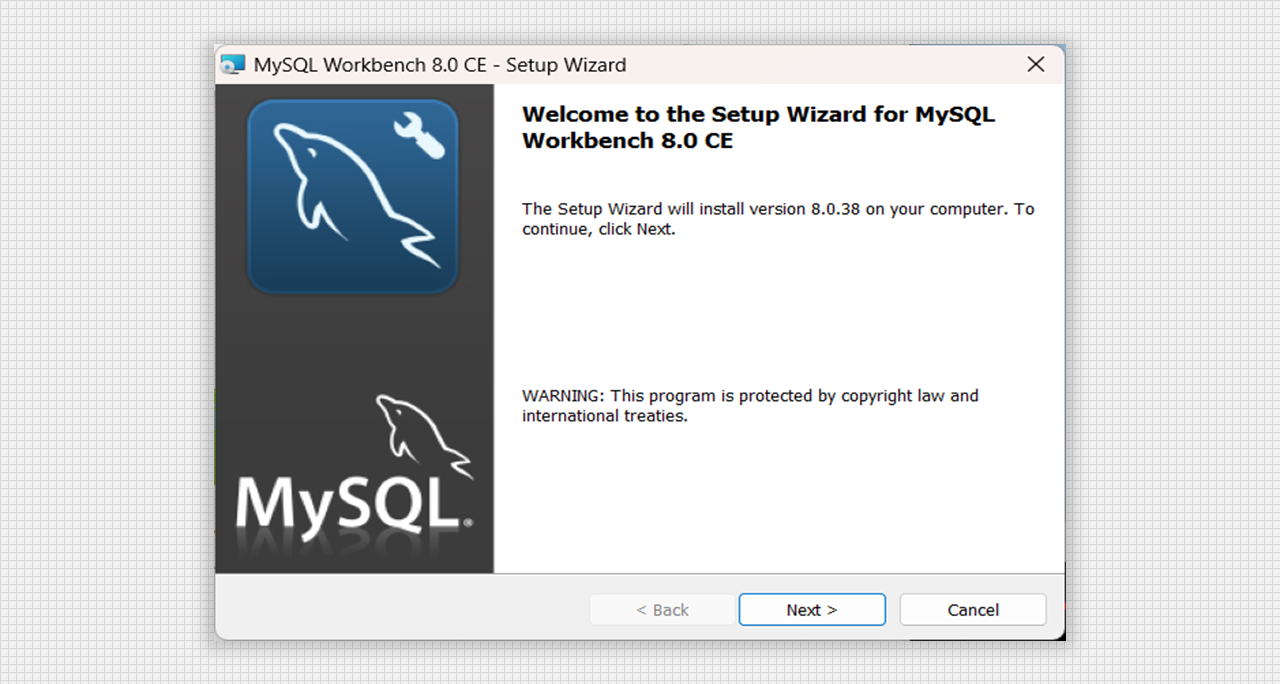 MySQL Workbench 8.0 CE - Setup Wizard
Welcome to the Setup Wizard for MySQL
Workbench 8.0 CE
The Setup Wizard will install version 8.0.38 on your computer. To
continue, click Next.
WARNING: This program is protected by copyright law and
international treaties.
MySQL®
< Back
Next >
Cancel